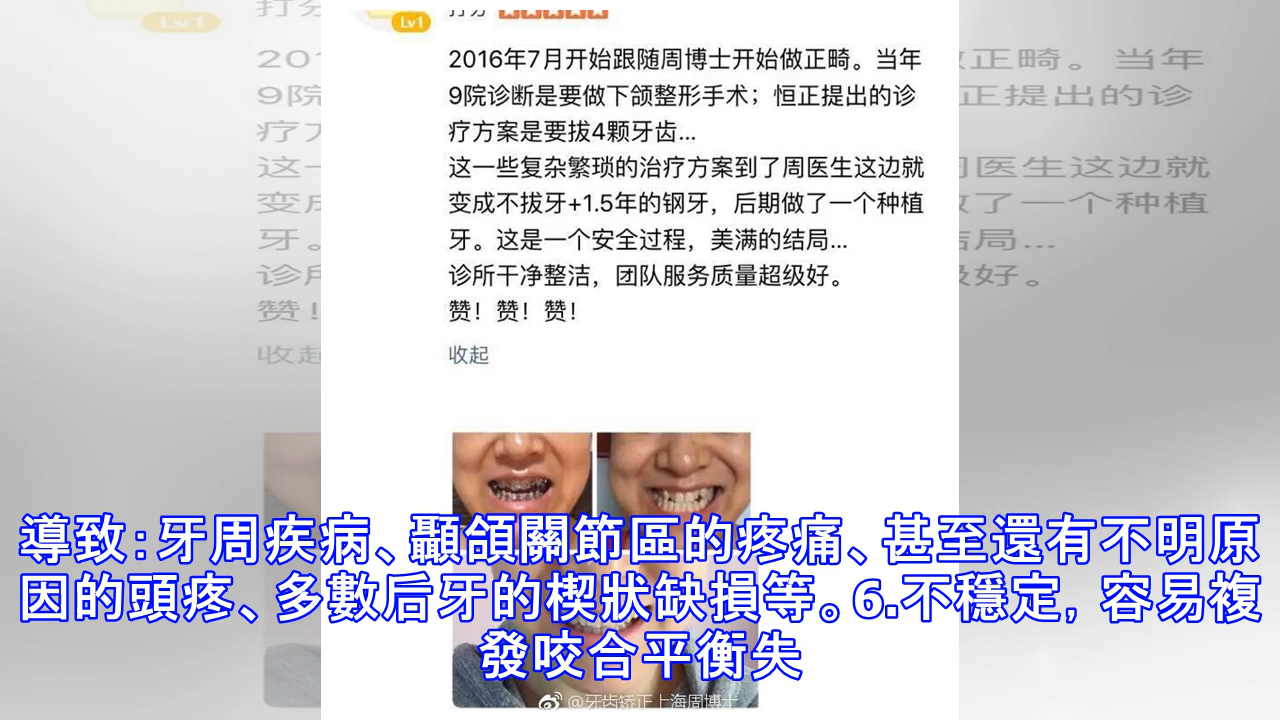 Lv1
2016年7月开始跟随周博士开始做正畸。当年
9院诊断是要做下颌整形手术；恒正提出的诊
疗方案是要拔4颗牙齿...
这一些复杂繁琐的治疗方案到了周医生这边就
变成不拔牙+1.5年的钢牙，后期做了一个种植
牙。这是一个安全过程，美满的结局...
诊所干净整洁，团队服务质量超级好。
赞！赞！赞！
收起
導致：牙周疾病、顳頜關節區的疼痛、甚至還有不明原
因的頭疼、多數后牙的楔狀缺損等。6.不穩定，容易複
發咬合平衡失
@牙齿矫正上海周博士